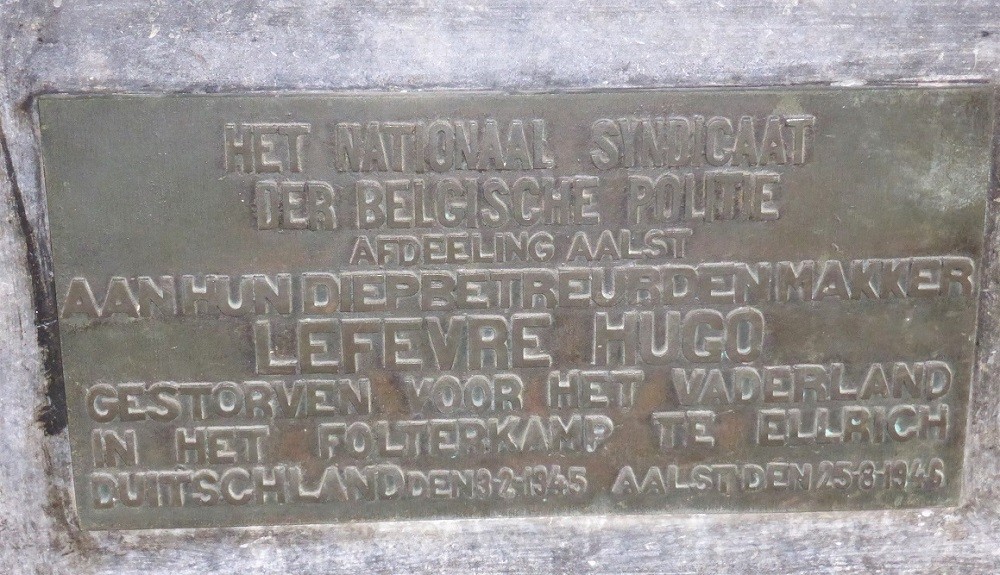 HET NATIONAAL SYNDICAAT
DER BELGISCHE POLITIE
AFDEELING AALST
AAN HUN DIEPBETREURDEN MAKKER
LEFEVRE HUGO
GESTORVEN VOOR HET VADERLAND
IN HET FOLTERKAMP TE ELLRICH
DUITSCHLAND DEN 3-2-1945 AALST DEN 25-8-1946